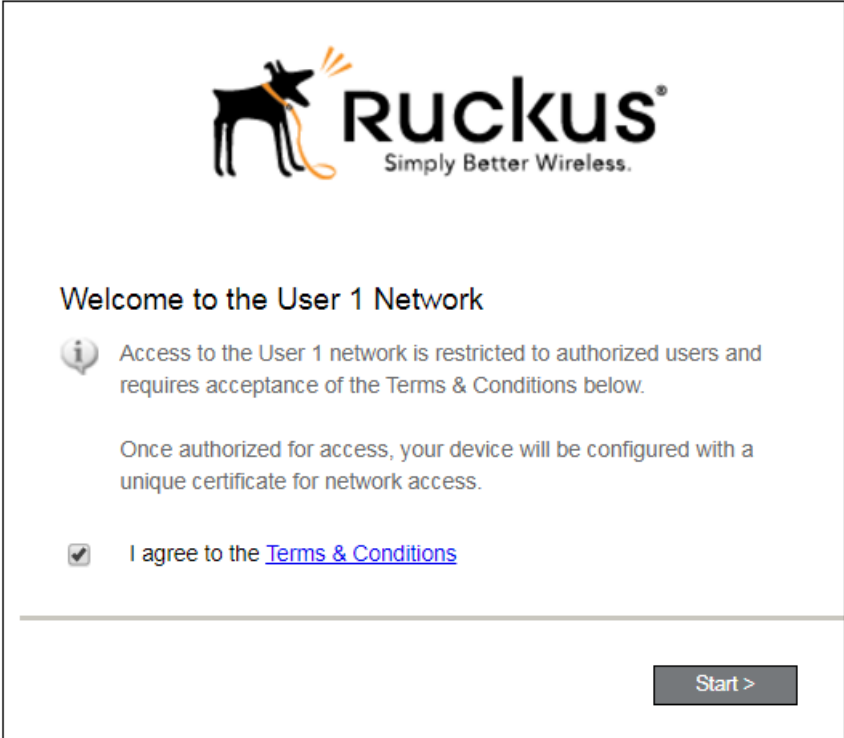 RUCKUS®
Simply Better Wireless.
Welcome to the User 1 Network
Access to the User 1 network is restricted to authorized users and
requires acceptance of the Terms & Conditions below.
Once authorized for access, your device will be configured with a
unique certificate for network access.
I agree to the Terms & Conditions
Start >